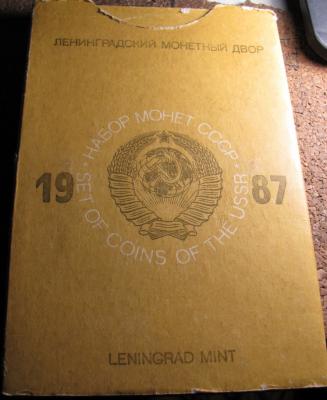 ЛЕНИНГРАДСКИЙ МОНЕТНЫЙ ДВОР
· НАБОР МОНЕТ СССР ·
19 87
SET OF COINS OF THE USSR
LENINGRAD MINT